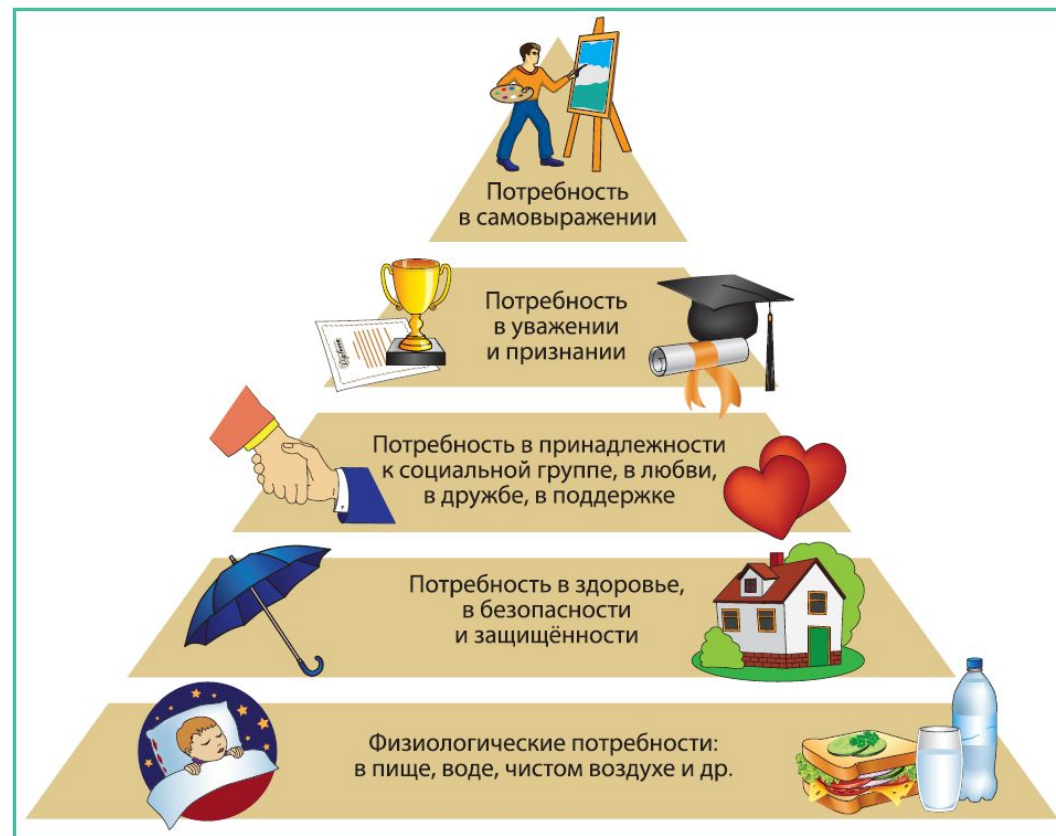 Потребность
в самовыражении
Потребность
в уважении
и признании
Потребность в принадлежности
к социальной группе, в любви,
в дружбе, в поддержке
Потребность в здоровье,
в безопасности
и защищённости
Физиологические потребности:
в пище, воде, чистом воздухе и др.